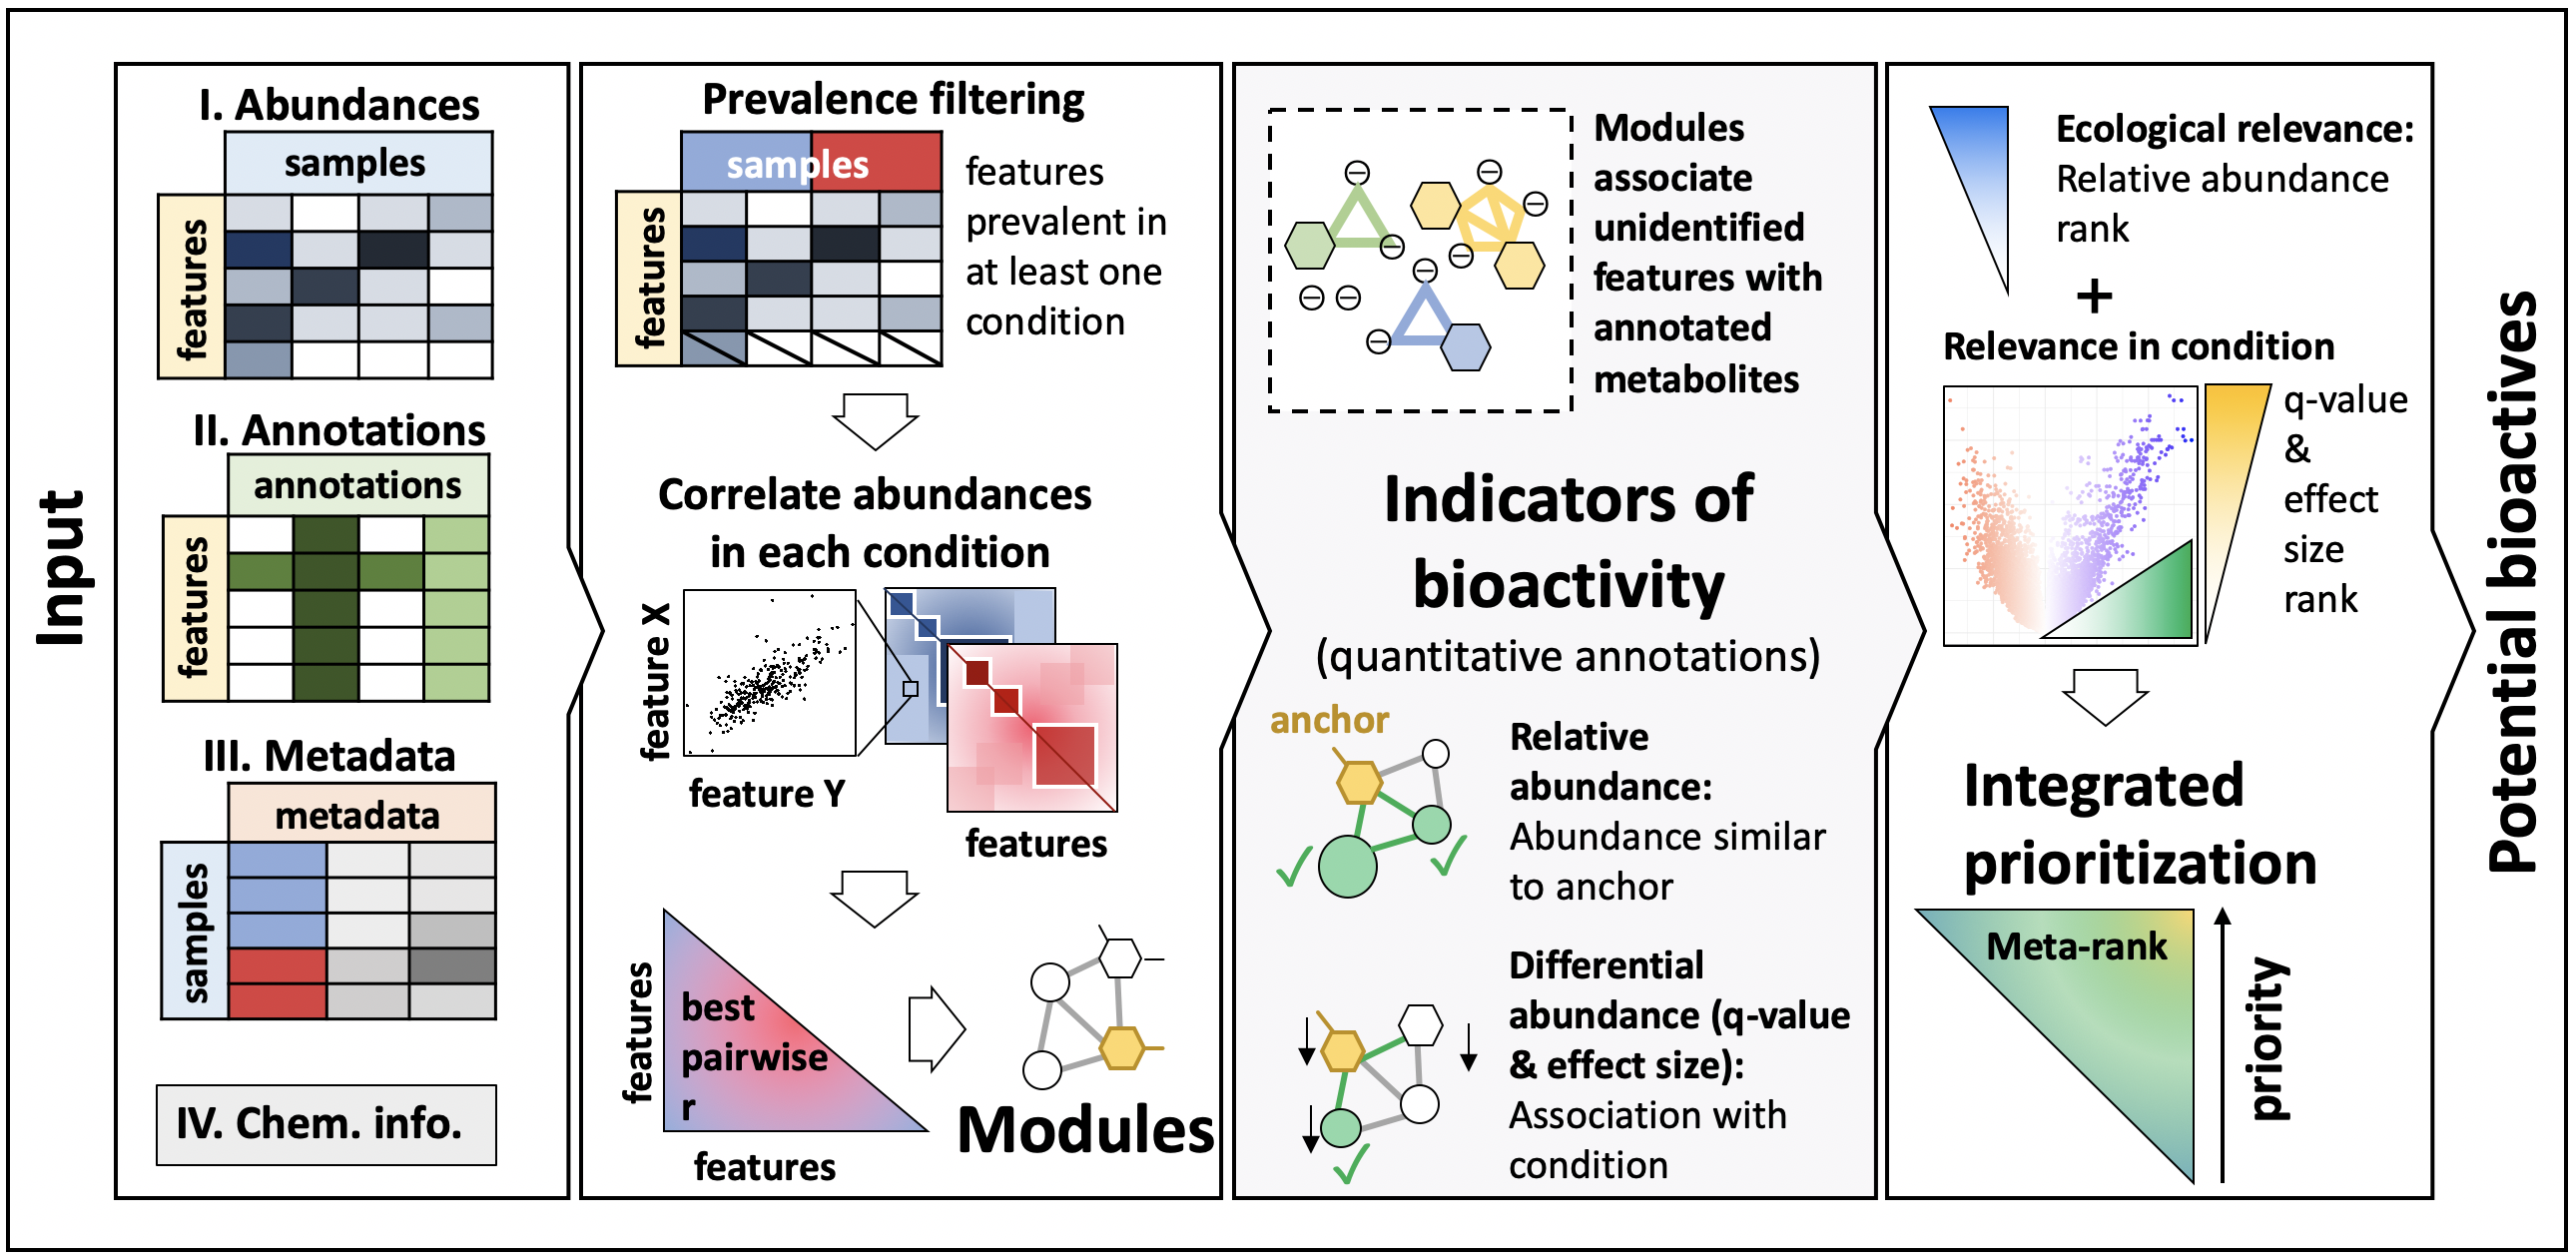 Input
I. Abundances
samples
features
II. Annotations
annotations
features
III. Metadata
metadata
samples
IV. Chem. info.
Prevalence filtering
samples
features
features
prevalent in
at least one
condition
Correlate abundances
in each condition
feature X
feature Y
features
features
best
pairwise
r
features
Modules
Modules
associate
unidentified
features with
annotated
metabolites
Indicators of
bioactivity
(quantitative annotations)
anchor
Relative
abundance:
Abundance similar
to anchor
Differential
abundance (q-value
& effect size):
Association with
condition
Ecological relevance:
Relative abundance
rank
+
Relevance in condition
q-value
&
effect
size
rank
Integrated
prioritization
Meta-rank
priority
Potential bioactives